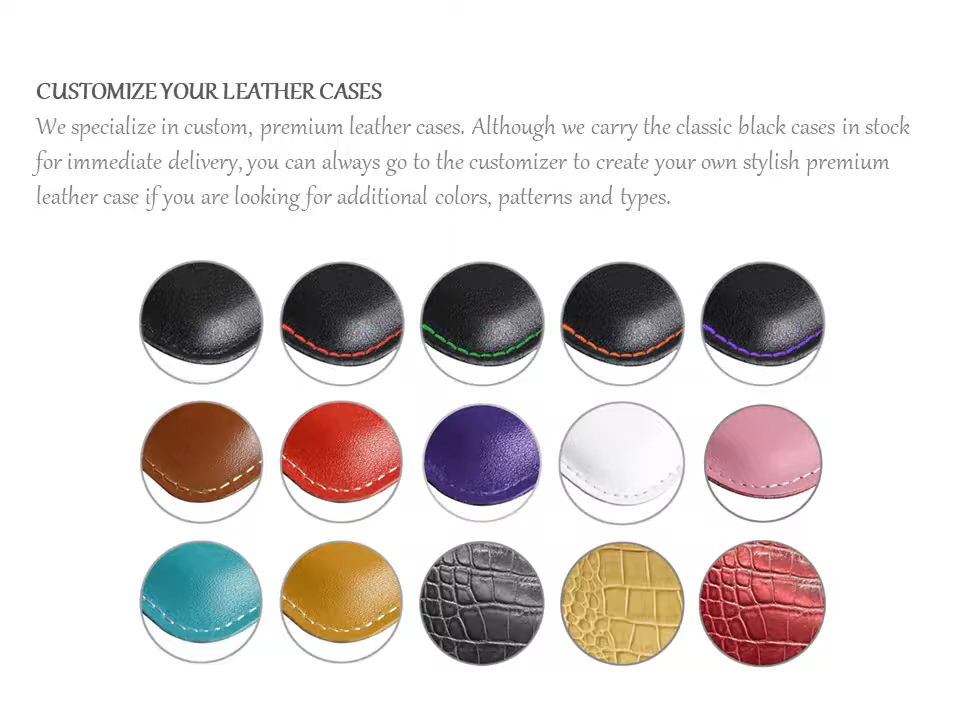 CUSTOMIZE YOUR LEATHER CASES
We specialize in custom, premium leather cases. Although we carry the classic black cases in stock
for immediate delivery, you can always go to the customizer to create your own stylish premium
leather case if you are looking for additional colors, patterns and types.